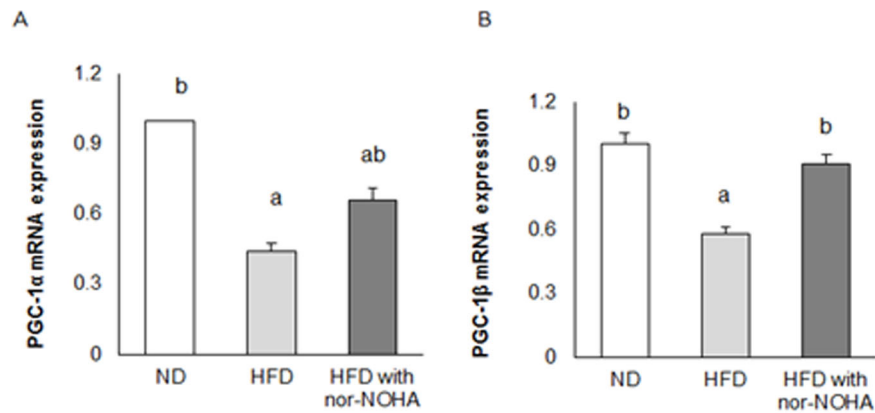 A
PGC-1α mRNA expression
1.2
0.9
0.6
0.3
0
b
a
ab
ND
HFD
HFD with
nor-NOHA
B
PGC-1β mRNA expression
1.2
0.9
0.6
0.3
0
b
a
b
ND
HFD
HFD with
nor-NOHA